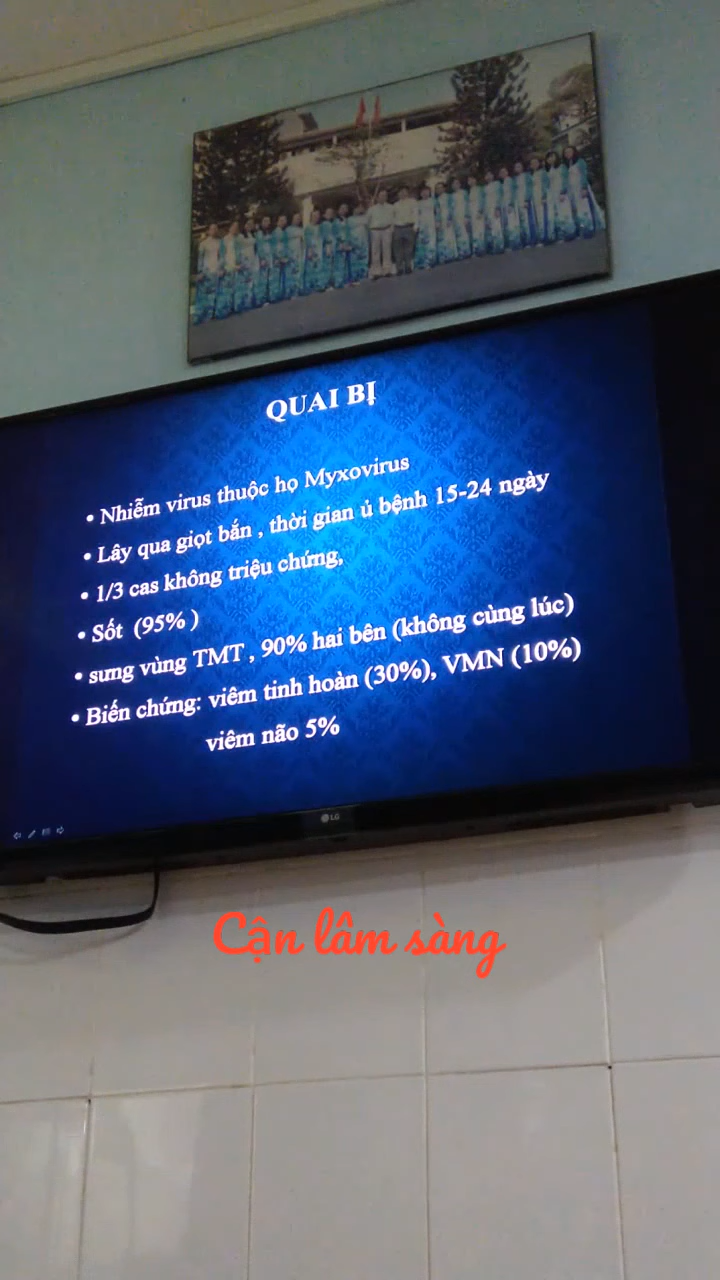 QUAI BỊ
• Nhiễm virus thuộc họ Myxovirus
• Lây qua giọt bắn , thời gian ủ bệnh 15-24 ngày
• 1/3 cas không triệu chứng,
• Sốt (95% )
• sưng vùng TMT , 90% hai bên (không cùng lúc)
• Biến chứng: viêm tinh hoàn (30%), VMN (10%)
viêm não 5%
LG
Cận lâm sàng